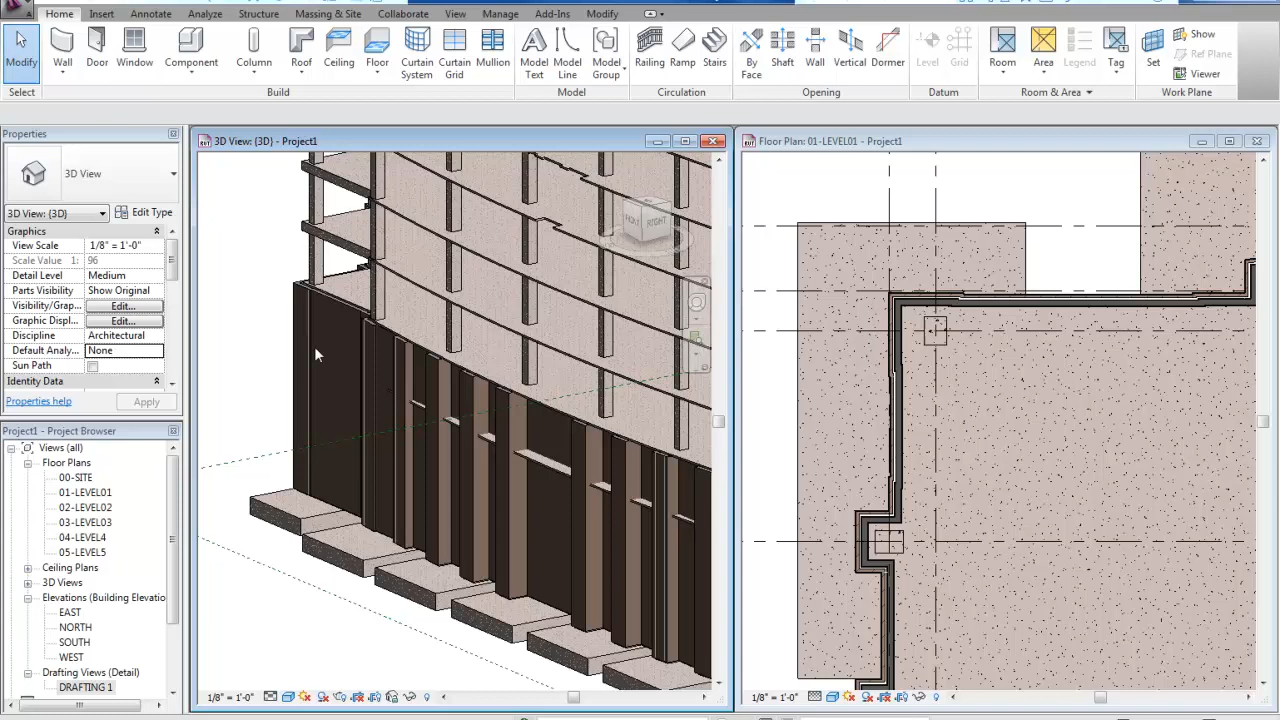 Home Insert Annotate Analyze Structure Massing & Site Collaborate View Manage Add-Ins Modify
Modify Wall Door Window Component Column Roof Ceiling Floor Curtain System Curtain Grid Mullion Model Text Model Line Model Group Railing Ramp Stairs By Face Shaft Wall Vertical Dormer Level Grid Room Area Legend Tag Set Show Ref Plane Viewer
Select Build Model Circulation Opening Datum Room & Area Work Plane
Properties
3D View
3D View: {3D} Edit Type
Graphics
View Scale 1/8" = 1'-0"
Scale Value 1: 96
Detail Level Medium
Parts Visibility Show Original
Visibility/Grap... Edit...
Graphic Displ... Edit...
Discipline Architectural
Default Analy... None
Sun Path
Identity Data
Properties help Apply
Project1 - Project Browser
Views (all)
Floor Plans
00-SITE
01-LEVEL01
02-LEVEL02
03-LEVEL03
04-LEVEL4
05-LEVEL5
Ceiling Plans
3D Views
Elevations (Building Elevatio
EAST
NORTH
SOUTH
WEST
Drafting Views (Detail)
DRAFTING 1
3D View: {3D} - Project1
RIGHT
1/8" = 1'-0"
Floor Plan: 01-LEVEL01 - Project1
1/8" = 1'-0"